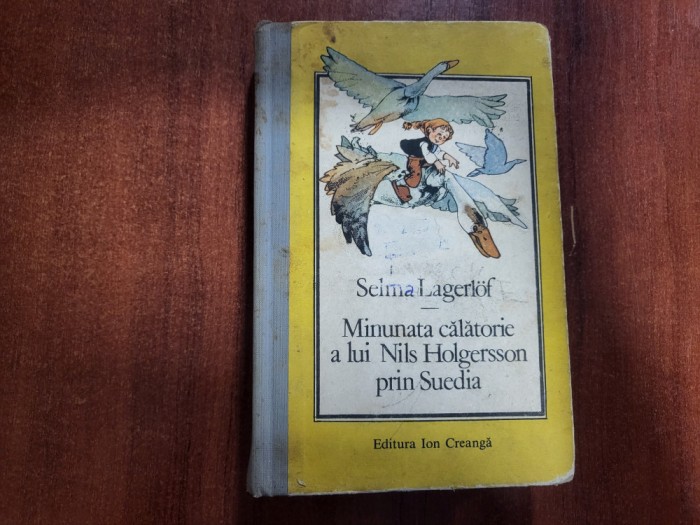 Selma Lagerlöf
Minunata călătorie
a lui Nils Holgersson
prin Suedia
Editura Ion Creangă